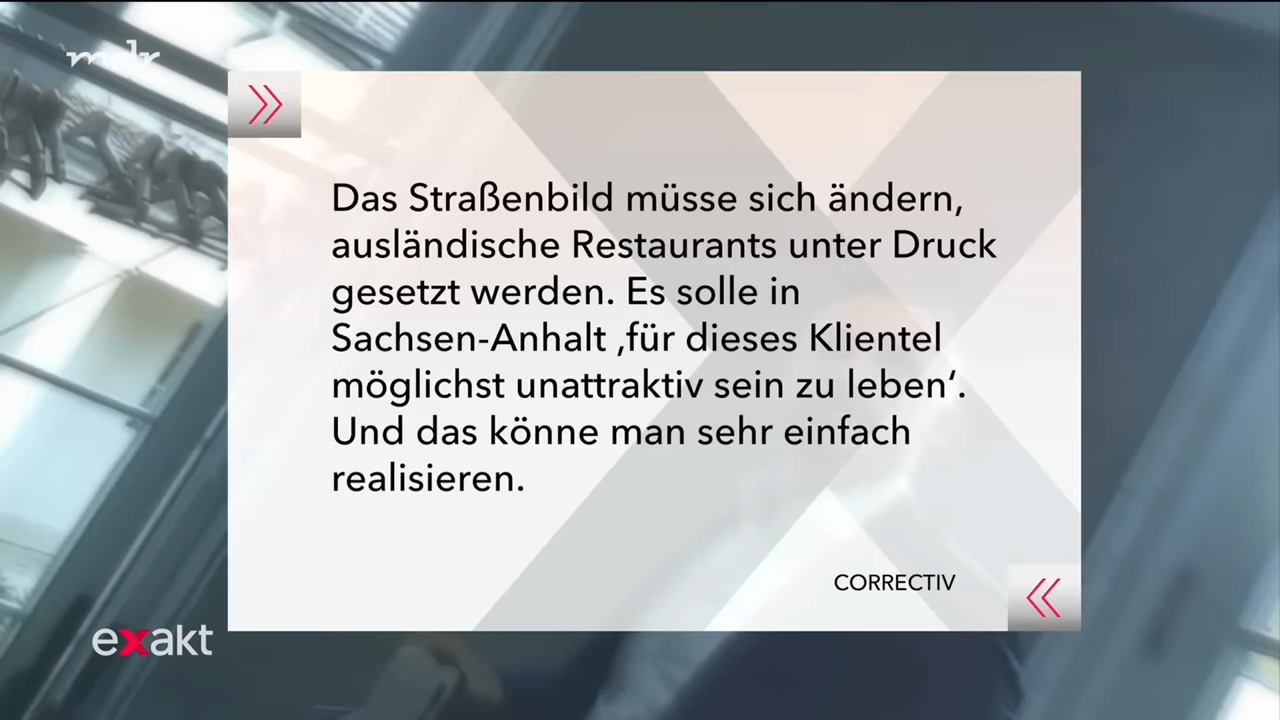 mdr
Das Straßenbild müsse sich ändern,
ausländische Restaurants unter Druck
gesetzt werden. Es solle in
Sachsen-Anhalt ‚für dieses Klientel
möglichst unattraktiv sein zu leben‘.
Und das könne man sehr einfach
realisieren.
CORRECTIV
exakt